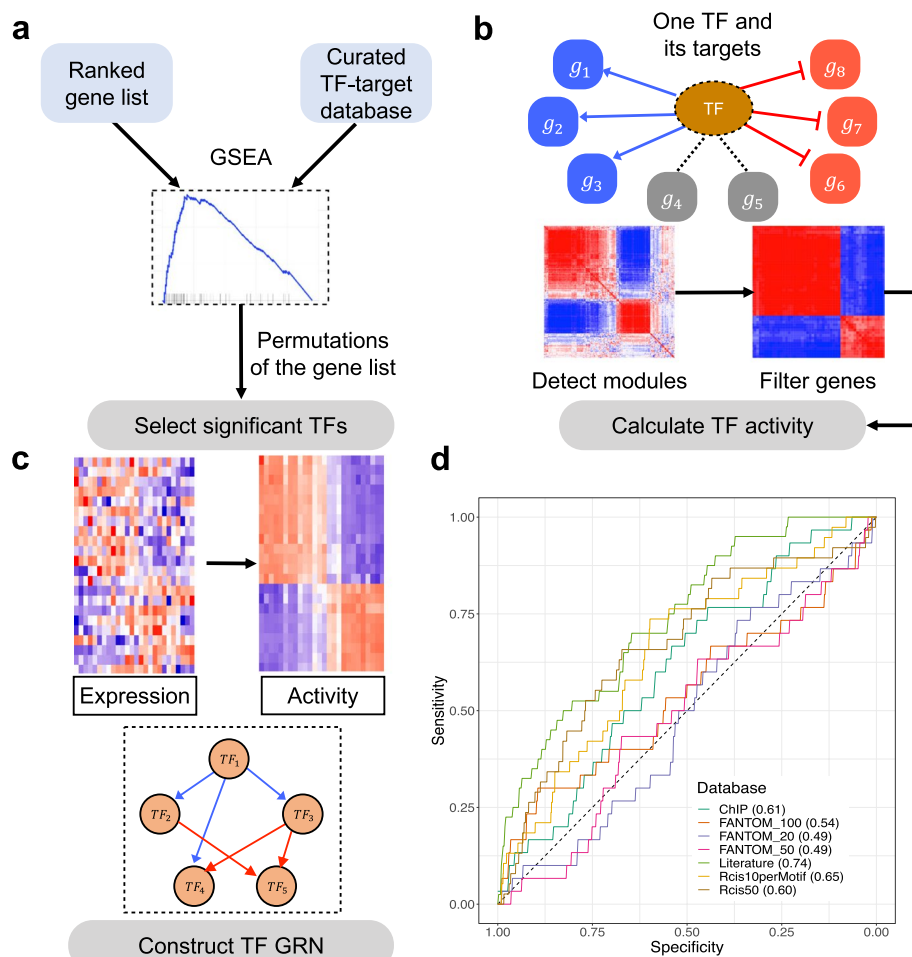 a
Ranked
gene list
Curated
TF-target
database
GSEA
Permutations
of the gene list
Select significant TFs
b
One TF and
its targets
g1
g2
g3
g4
g5
g6
g7
g8
TF
Detect modules
Filter genes
Calculate TF activity
c
Expression
Activity
TF1
TF2
TF3
TF4
TF5
Construct TF GRN
d
1.00
0.75
0.50
0.25
0.00
Sensitivity
Database
ChIP (0.61)
FANTOM_100 (0.54)
FANTOM_20 (0.49)
FANTOM_50 (0.49)
Literature (0.74)
Rcis10perMotif (0.65)
Rcis50 (0.60)
1.00 0.75 0.50 0.25 0.00
Specificity